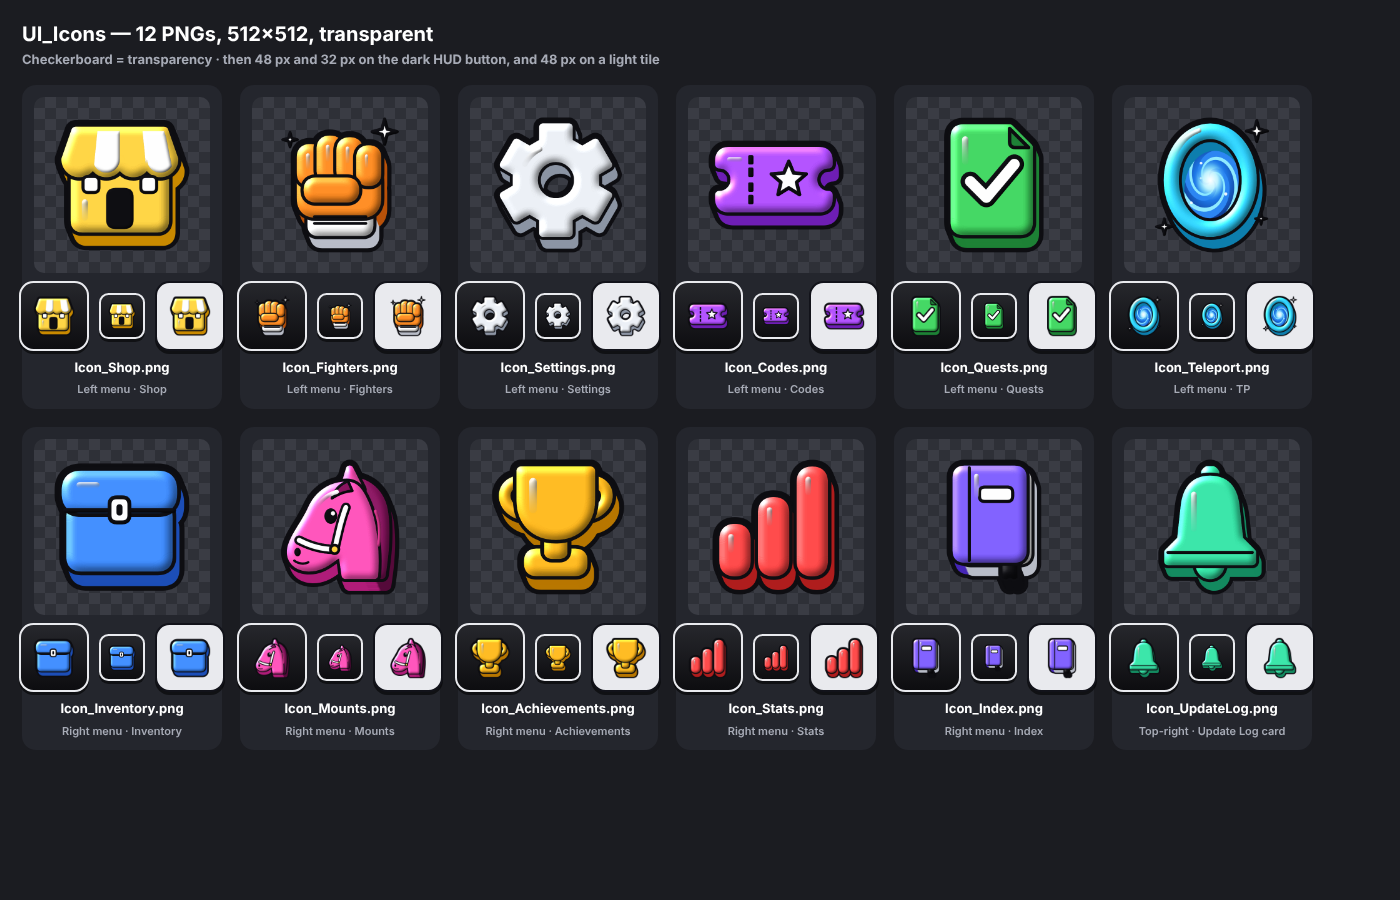 UI_Icons — 12 PNGs, 512×512, transparent
Checkerboard = transparency · then 48 px and 32 px on the dark HUD button, and 48 px on a light tile
Icon_Shop.png
Left menu · Shop
Icon_Fighters.png
Left menu · Fighters
Icon_Settings.png
Left menu · Settings
Icon_Codes.png
Left menu · Codes
Icon_Quests.png
Left menu · Quests
Icon_Teleport.png
Left menu · TP
Icon_Inventory.png
Right menu · Inventory
Icon_Mounts.png
Right menu · Mounts
Icon_Achievements.png
Right menu · Achievements
Icon_Stats.png
Right menu · Stats
Icon_Index.png
Right menu · Index
Icon_UpdateLog.png
Top-right · Update Log card